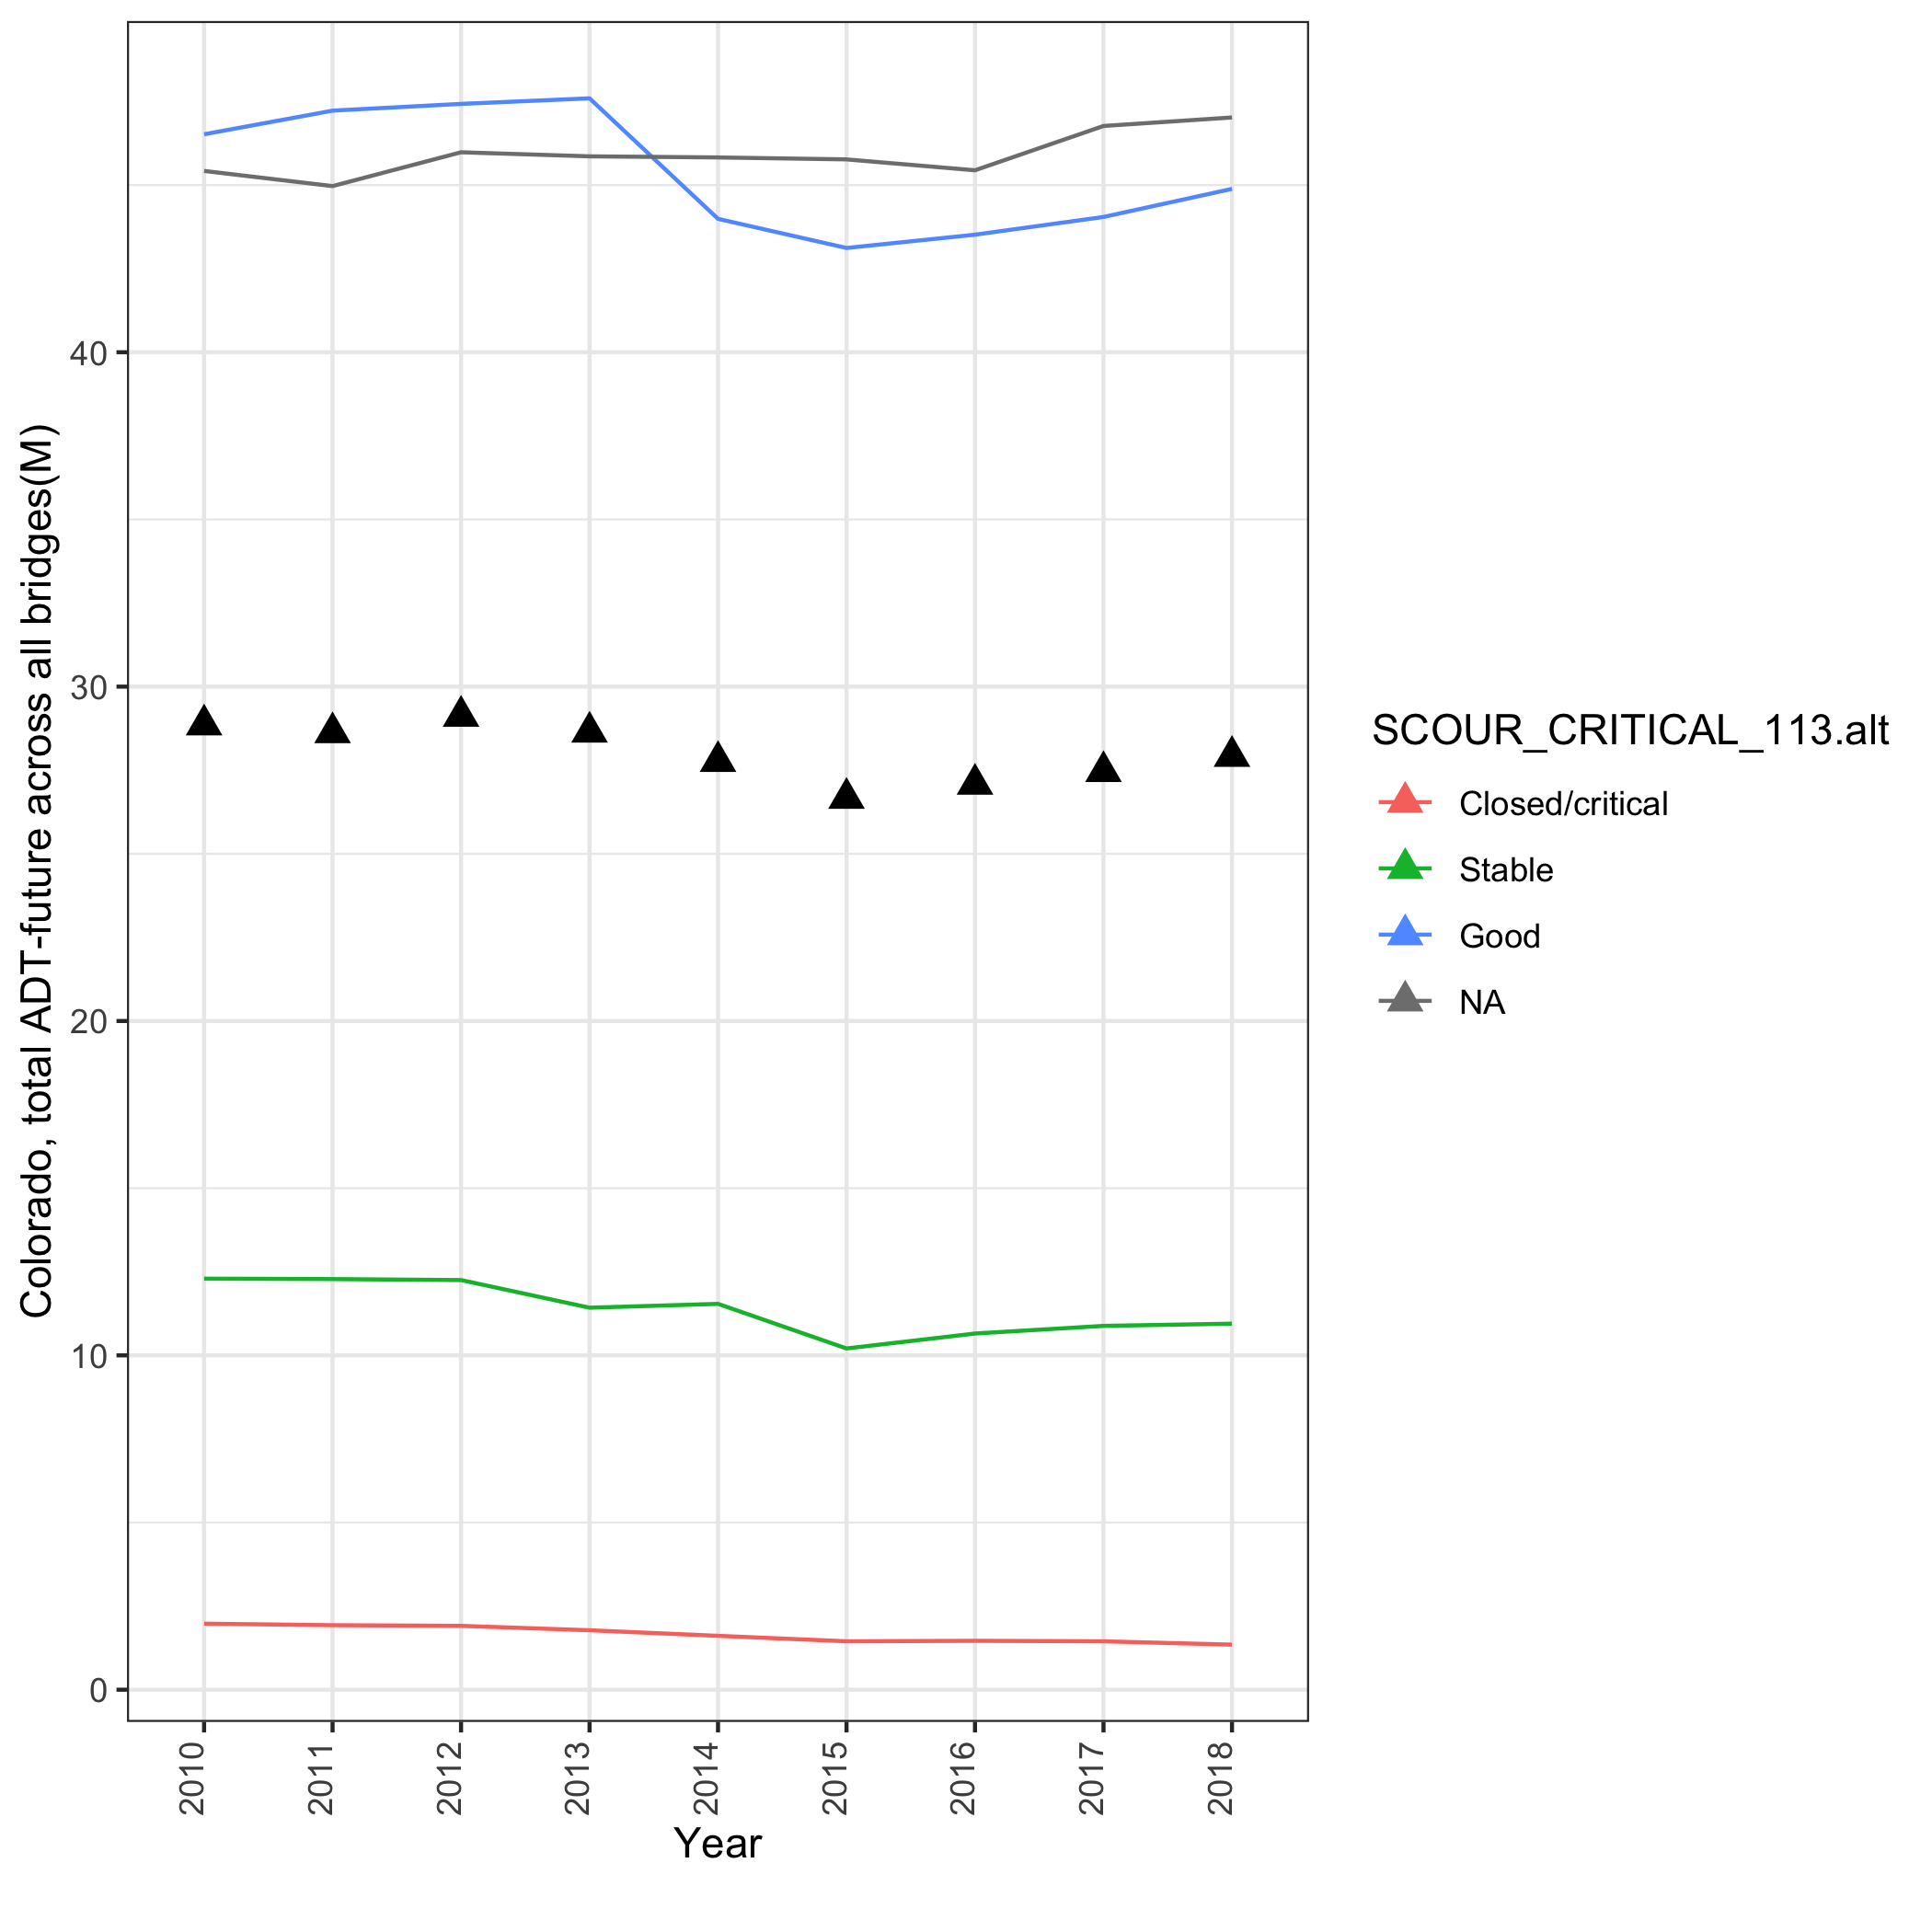 Colorado, total ADT-future across all bridges(M)
40
30
20
10
0
2010
2011
2012
2013
2014
2015
2016
2017
2018
Year
SCOUR_CRITICAL_113.alt
Closed/critical
Stable
Good
NA